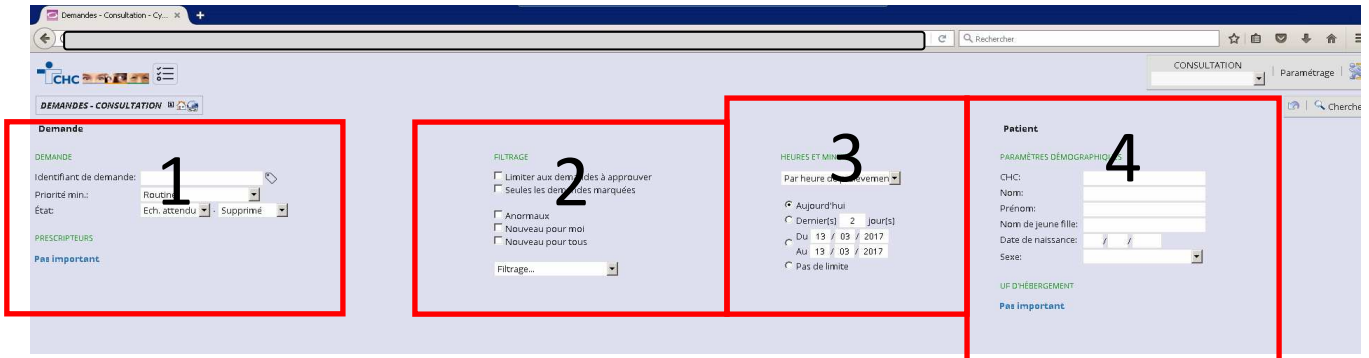 Demandes - Consultation - Cy...
Rechercher
CHC
CONSULTATION
Paramétrage
DEMANDES - CONSULTATION
Cherche
Demande
1
DEMANDE
Identifiant de demande:
Priorité min.: Routine
État: Ech. attendu - Supprimé
PRESCRIPTEURS
Pas important
2
FILTRAGE
Limiter aux demandes à approuver
Seules les demandes marquées
Anormaux
Nouveau pour moi
Nouveau pour tous
Filtrage...
3
HEURES ET MIN
Par heure de prélèvemen
Aujourd'hui
Dernier(s) 2 jour(s)
Du 13 / 03 / 2017
Au 13 / 03 / 2017
Pas de limite
Patient
4
PARAMÈTRES DÉMOGRAPHIQUES
CHC:
Nom:
Prénom:
Nom de jeune fille:
Date de naissance: / /
Sexe:
UF D'HÉBERGEMENT
Pas important